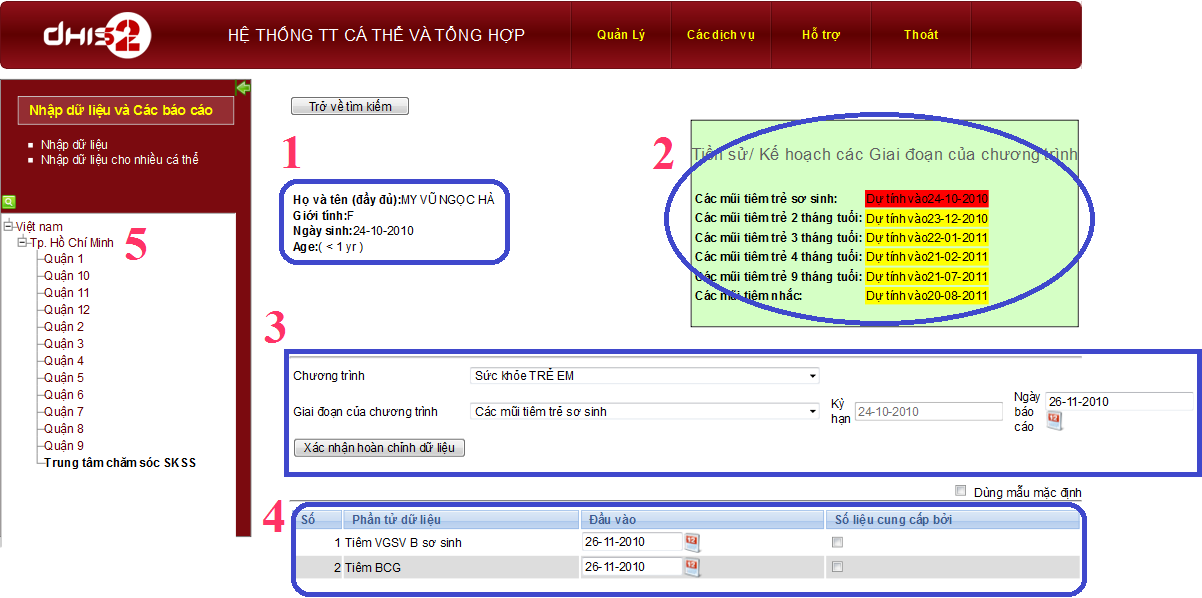 dHIS2
HỆ THỐNG TT CÁ THỂ VÀ TỔNG HỢP
Quản Lý
Các dịch vụ
Hỗ trợ
Thoát
Nhập dữ liệu và Các báo cáo
Nhập dữ liệu
Nhập dữ liệu cho nhiều cá thể
Việt nam
Tp. Hồ Chí Minh
5
Quận 1
Quận 10
Quận 11
Quận 12
Quận 2
Quận 3
Quận 4
Quận 5
Quận 6
Quận 7
Quận 8
Quận 9
Trung tâm chăm sóc SKSS
Trở về tìm kiếm
1
Họ và tên (đầy đủ):MY VŨ NGỌC HÀ
Giới tính:F
Ngày sinh:24-10-2010
Age:( < 1 yr )
2
Tiền sử/ Kế hoạch các Giai đoạn của chương trình
Các mũi tiêm trẻ sơ sinh: Dự tính vào24-10-2010
Các mũi tiêm trẻ 2 tháng tuổi: Dự tính vào23-12-2010
Các mũi tiêm trẻ 3 tháng tuổi: Dự tính vào22-01-2011
Các mũi tiêm trẻ 4 tháng tuổi: Dự tính vào21-02-2011
Các mũi tiêm trẻ 9 tháng tuổi: Dự tính vào21-07-2011
Các mũi tiêm nhắc: Dự tính vào20-08-2011
3
Chương trình Sức khỏe TRẺ EM
Giai đoạn của chương trình Các mũi tiêm trẻ sơ sinh
Kỳ
hạn
24-10-2010
Ngày
báo
cáo
26-11-2010
12
Xác nhận hoàn chỉnh dữ liệu
Dùng mẫu mặc định
4
Số Phần tử dữ liệu Đầu vào Số liệu cung cấp bởi
1 Tiêm VGSV B sơ sinh 26-11-2010 12
2 Tiêm BCG 26-11-2010 12